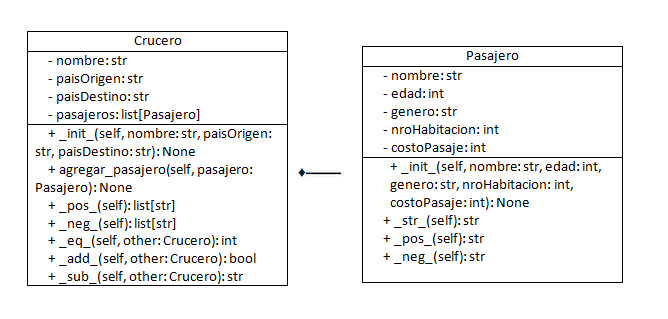 Crucero
- nombre: str
- paisOrigen: str
- paisDestino: str
- pasajeros: list[Pasajero]
+ _init_(self, nombre: str, paisOrigen:
str, paisDestino: str): None
+ agregar_pasajero(self, pasajero:
Pasajero): None
+ _pos_(self): list[str]
+ _neg_(self): list[str]
+ _eq_(self, other: Crucero): int
+ _add_(self, other: Crucero): bool
+ _sub_(self, other: Crucero): str
Pasajero
- nombre: str
- edad: int
- genero: str
- nroHabitacion: int
- costoPasaje: int
+ _init_(self, nombre: str, edad: int,
genero: str, nroHabitacion: int,
costoPasaje: int): None
+ _str_(self): str
+ _pos_(self): str
+ _neg_(self): str